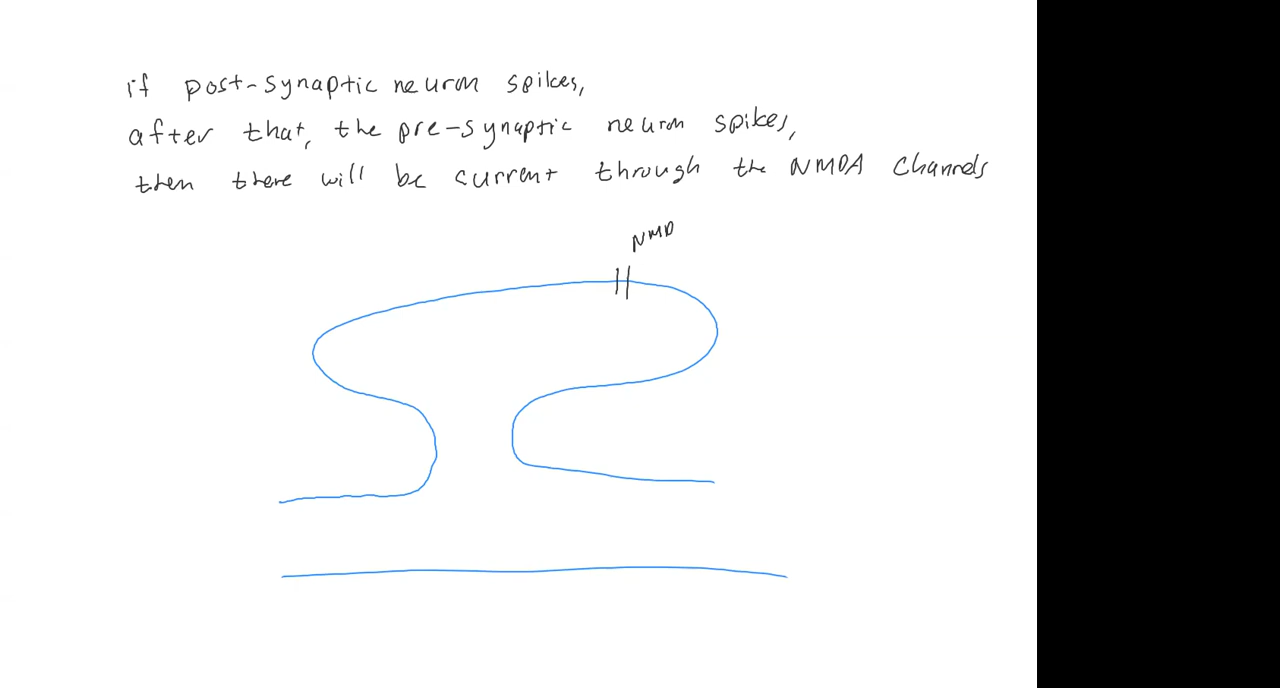 if post-synaptic neuron spikes,
after that, the pre-synaptic neuron spikes,
then there will be current through the NMDA channels
NMD